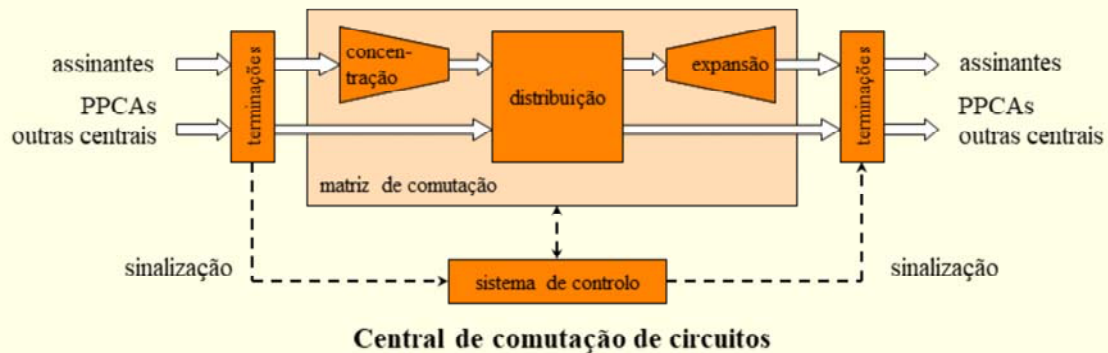 assinantes
PPCAs
outras centrais
terminações
concen-
tração
distribuição
expansão
matriz de comutação
terminações
assinantes
PPCAs
outras centrais
sinalização
sistema de controlo
sinalização
Central de comutação de circuitos